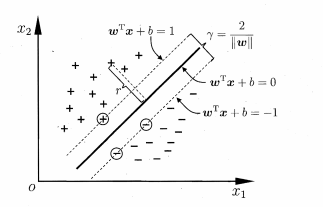 x₂
wᵀx + b = 1
γ = 2/‖w‖
wᵀx + b = 0
wᵀx + b = −1
r
O
x₁